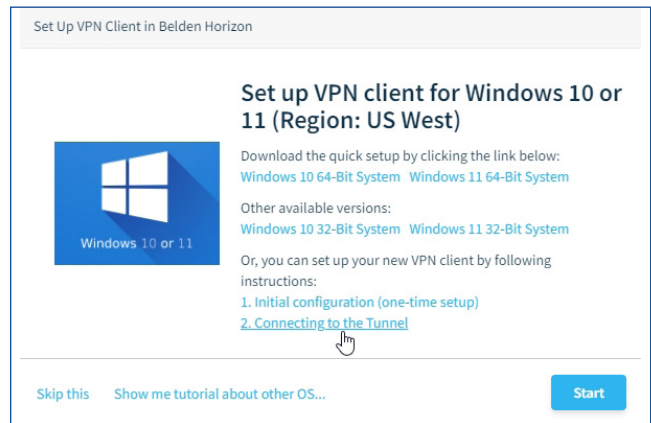 Set Up VPN Client in Belden Horizon
Set up VPN client for Windows 10 or
11 (Region: US West)
Download the quick setup by clicking the link below:
Windows 10 64-Bit System Windows 11 64-Bit System
Other available versions:
Windows 10 32-Bit System Windows 11 32-Bit System
Windows 10 or 11
Or, you can set up your new VPN client by following
instructions:
1. Initial configuration (one-time setup)
2. Connecting to the Tunnel
Skip this Show me tutorial about other OS... Start